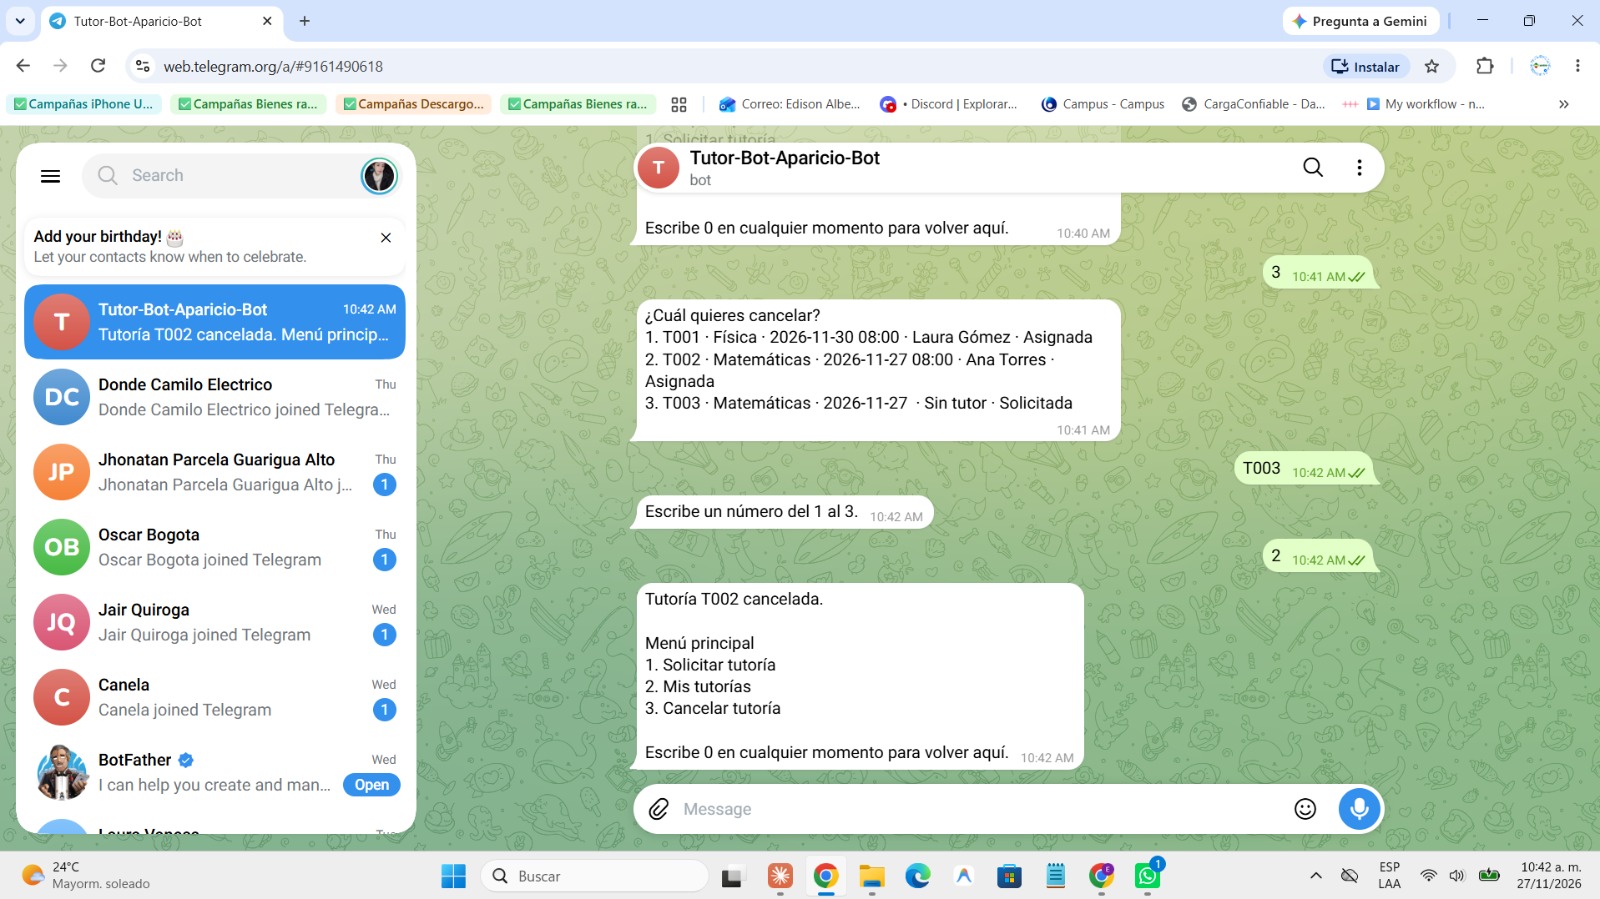 Tutor-Bot-Aparicio-Bot
Pregunta a Gemini
web.telegram.org/a/#9161490618
Instalar
Campañas iPhone U...
Campañas Bienes ra...
Campañas Descargo...
Campañas Bienes ra...
Correo: Edison Albe...
• Discord | Explorar...
Campus - Campus
CargaConfiable - Da...
My workflow - n...
Search
Add your birthday! 🎂
Let your contacts know when to celebrate.
T
Tutor-Bot-Aparicio-Bot
10:42 AM
Tutoría T002 cancelada. Menú princip...
DC
Donde Camilo Electrico
Thu
Donde Camilo Electrico joined Telegra...
JP
Jhonatan Parcela Guarigua Alto
Thu
Jhonatan Parcela Guarigua Alto j...
1
OB
Oscar Bogota
Thu
Oscar Bogota joined Telegram
1
JQ
Jair Quiroga
Wed
Jair Quiroga joined Telegram
1
C
Canela
Wed
Canela joined Telegram
1
BotFather
Wed
I can help you create and man...
Open
1. Solicitar tutoría
T
Tutor-Bot-Aparicio-Bot
bot
Escribe 0 en cualquier momento para volver aquí.
10:40 AM
3 10:41 AM
¿Cuál quieres cancelar?
1. T001 · Física · 2026-11-30 08:00 · Laura Gómez · Asignada
2. T002 · Matemáticas · 2026-11-27 08:00 · Ana Torres ·
Asignada
3. T003 · Matemáticas · 2026-11-27 · Sin tutor · Solicitada
10:41 AM
T003 10:42 AM
Escribe un número del 1 al 3. 10:42 AM
2 10:42 AM
Tutoría T002 cancelada.
Menú principal
1. Solicitar tutoría
2. Mis tutorías
3. Cancelar tutoría
Escribe 0 en cualquier momento para volver aquí. 10:42 AM
Message
24°C
Mayorm. soleado
Buscar
1
ESP
LAA
10:42 a. m.
27/11/2026